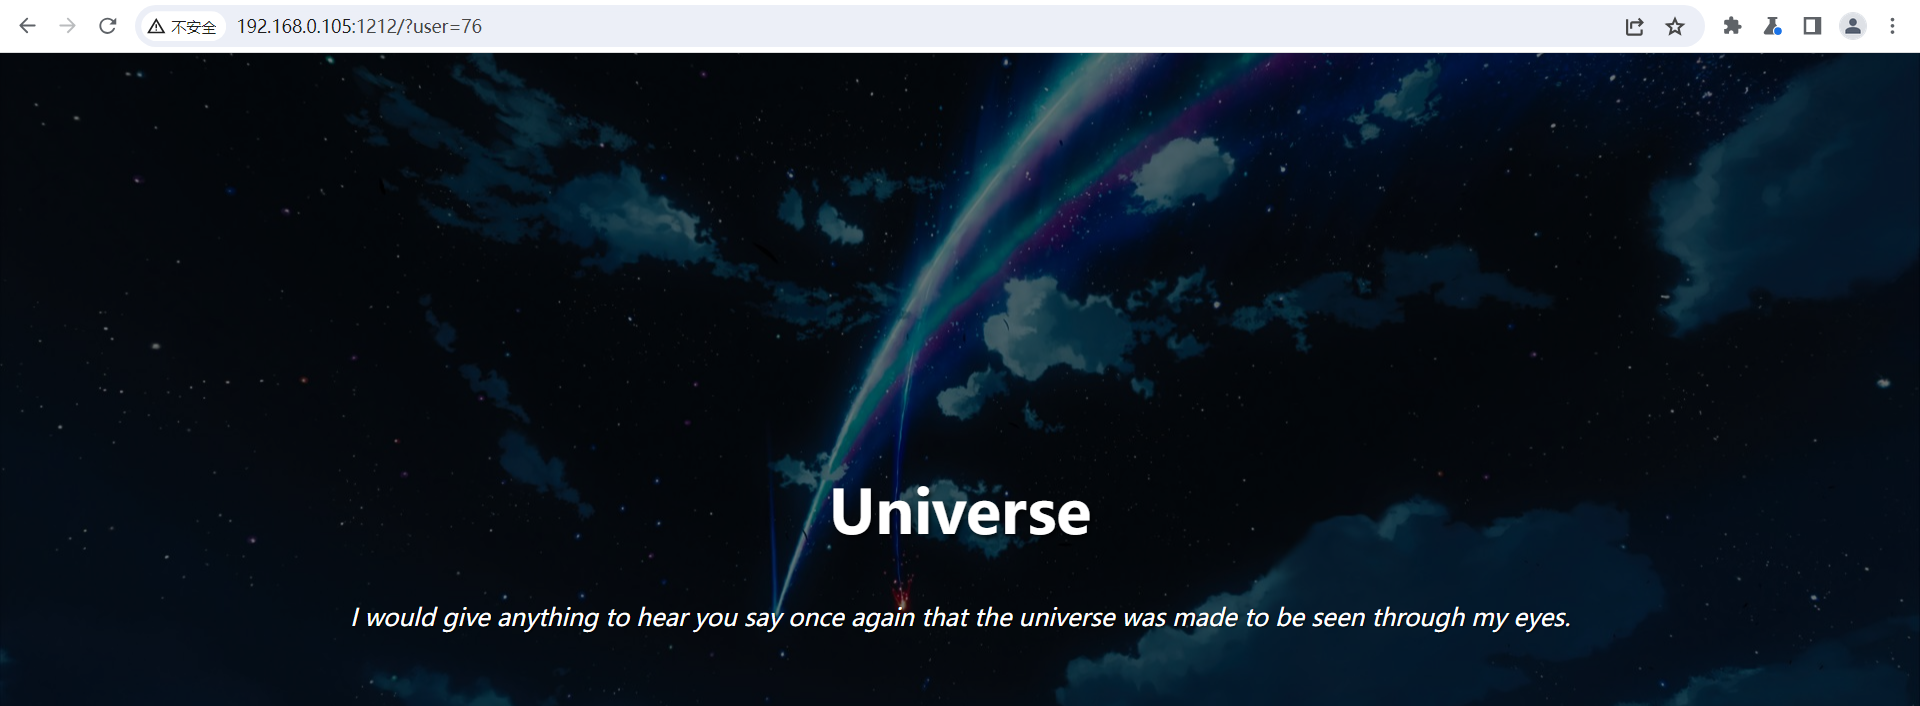 不安全 192.168.0.105:1212/?user=76
Universe
I would give anything to hear you say once again that the universe was made to be seen through my eyes.